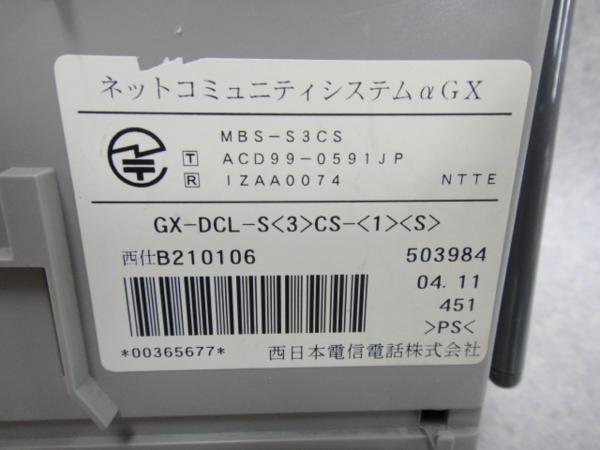 ネットコミュニティシステムαGX
MBS-S3CS
T ACD99-0591JP
R IZAA0074 NTTE
GX-DCL-S<3>CS-<1><S>
西仕B210106 503984
04.11
451
>PS<
*00365677* 西日本電信電話株式会社